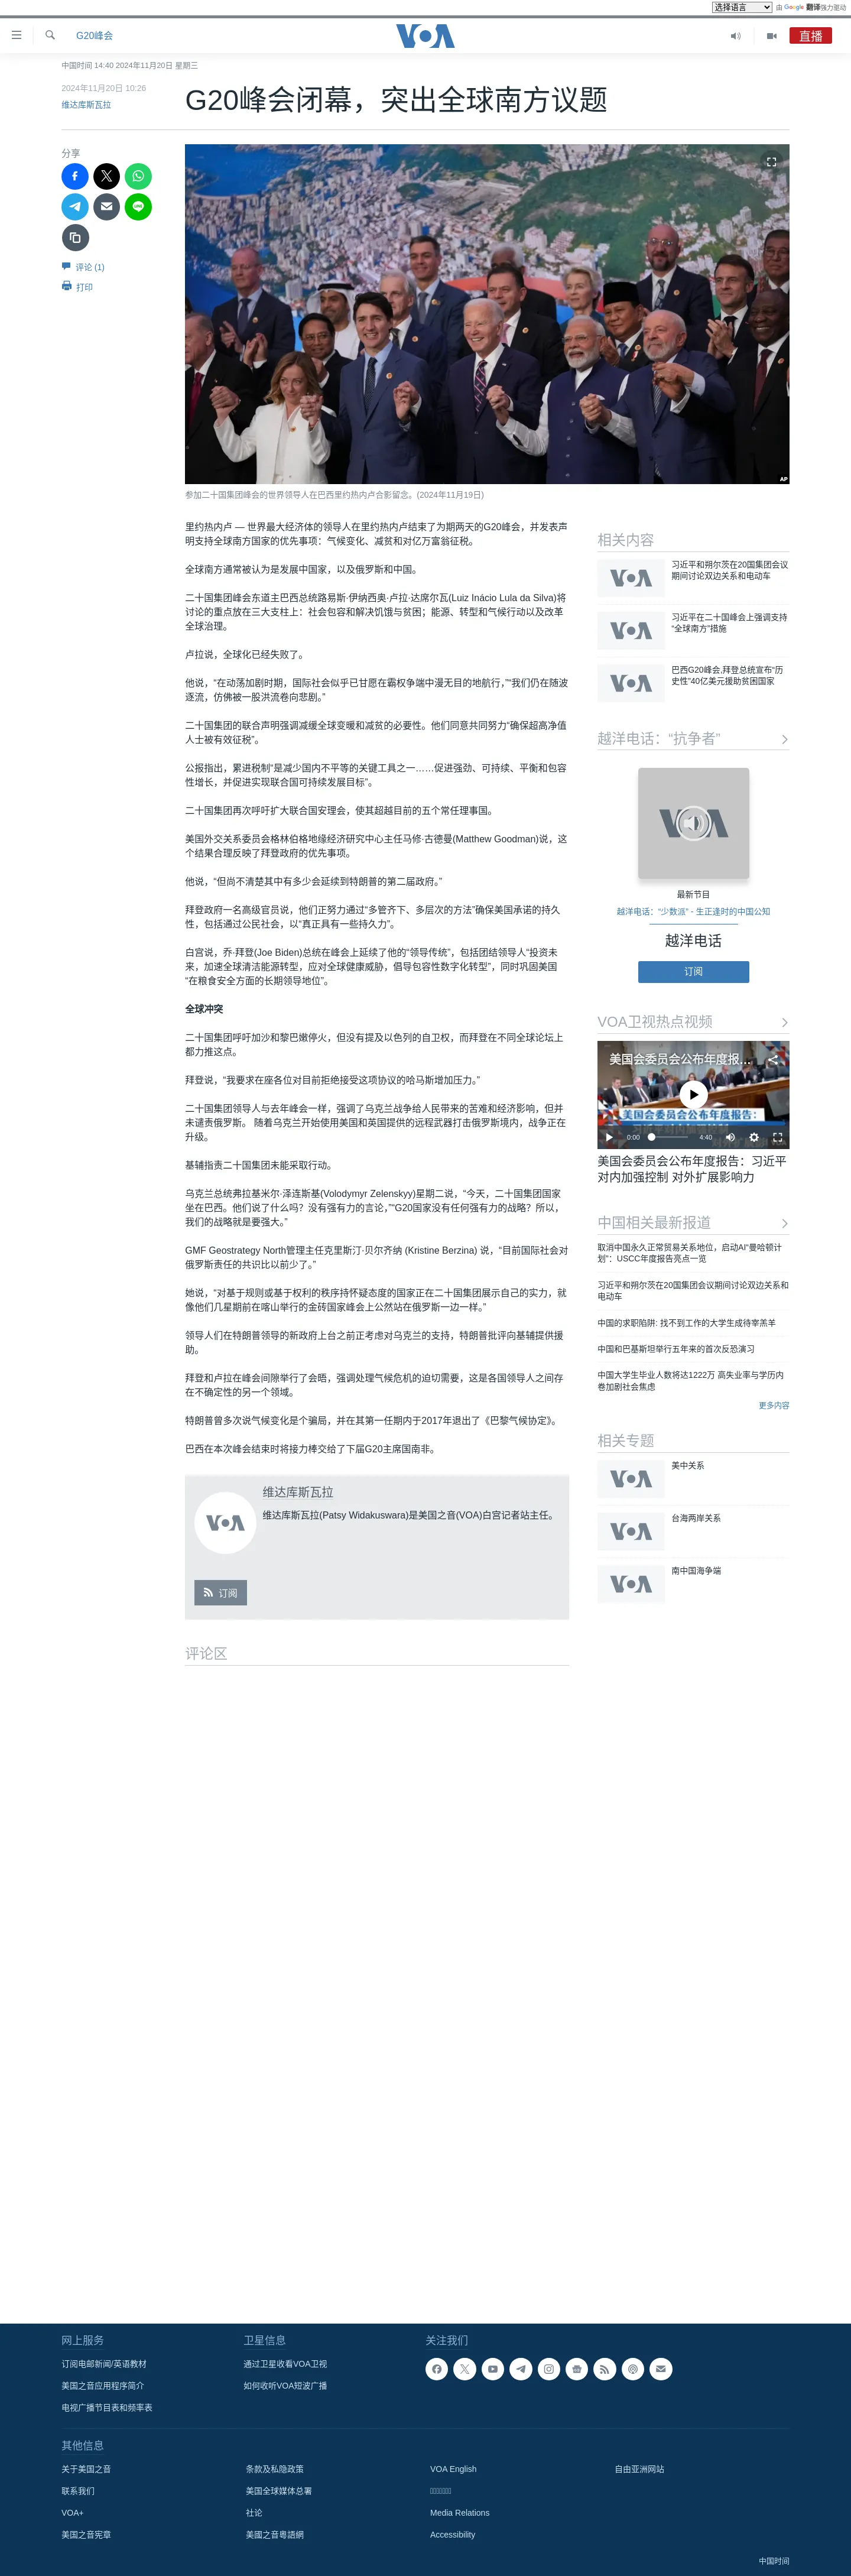 选择语言 由 Google 翻译强力驱动
G20峰会
VOA
直播
中国时间 14:40 2024年11月20日 星期三
2024年11月20日 10:26
维达库斯瓦拉
G20峰会闭幕，突出全球南方议题
分享
评论 (1)
打印
AP
参加二十国集团峰会的世界领导人在巴西里约热内卢合影留念。(2024年11月19日)
里约热内卢 — 世界最大经济体的领导人在里约热内卢结束了为期两天的G20峰会，并发表声
明支持全球南方国家的优先事项：气候变化、减贫和对亿万富翁征税。
全球南方通常被认为是发展中国家，以及俄罗斯和中国。
二十国集团峰会东道主巴西总统路易斯·伊纳西奥·卢拉·达席尔瓦(Luiz Inácio Lula da Silva)将
讨论的重点放在三大支柱上：社会包容和解决饥饿与贫困；能源、转型和气候行动以及改革
全球治理。
卢拉说，全球化已经失败了。
他说，“在动荡加剧时期，国际社会似乎已甘愿在霸权争端中漫无目的地航行，”“我们仍在随波
逐流，仿佛被一股洪流卷向悲剧。”
二十国集团的联合声明强调减缓全球变暖和减贫的必要性。他们同意共同努力“确保超高净值
人士被有效征税”。
公报指出，累进税制“是减少国内不平等的关键工具之一……促进强劲、可持续、平衡和包容
性增长，并促进实现联合国可持续发展目标”。
二十国集团再次呼吁扩大联合国安理会，使其超越目前的五个常任理事国。
美国外交关系委员会格林伯格地缘经济研究中心主任马修·古德曼(Matthew Goodman)说，这
个结果合理反映了拜登政府的优先事项。
他说，“但尚不清楚其中有多少会延续到特朗普的第二届政府。”
拜登政府一名高级官员说，他们正努力通过“多管齐下、多层次的方法”确保美国承诺的持久
性，包括通过公民社会，以“真正具有一些持久力”。
白宫说，乔·拜登(Joe Biden)总统在峰会上延续了他的“领导传统”，包括团结领导人“投资未
来，加速全球清洁能源转型，应对全球健康威胁，倡导包容性数字化转型”，同时巩固美国
“在粮食安全方面的长期领导地位”。
全球冲突
二十国集团呼吁加沙和黎巴嫩停火，但没有提及以色列的自卫权，而拜登在不同全球论坛上
都力推这点。
拜登说，“我要求在座各位对目前拒绝接受这项协议的哈马斯增加压力。”
二十国集团领导人与去年峰会一样，强调了乌克兰战争给人民带来的苦难和经济影响，但并
未谴责俄罗斯。 随着乌克兰开始使用美国和英国提供的远程武器打击俄罗斯境内，战争正在
升级。
基辅指责二十国集团未能采取行动。
乌克兰总统弗拉基米尔·泽连斯基(Volodymyr Zelenskyy)星期二说，“今天，二十国集团国家
坐在巴西。他们说了什么吗？没有强有力的言论，”“G20国家没有任何强有力的战略？所以，
我们的战略就是要强大。”
GMF Geostrategy North管理主任克里斯汀·贝尔齐纳 (Kristine Berzina) 说，“目前国际社会对
俄罗斯责任的共识比以前少了。”
她说，“对基于规则或基于权利的秩序持怀疑态度的国家正在二十国集团展示自己的实力，就
像他们几星期前在喀山举行的金砖国家峰会上公然站在俄罗斯一边一样。”
领导人们在特朗普领导的新政府上台之前正考虑对乌克兰的支持，特朗普批评向基辅提供援
助。
拜登和卢拉在峰会间隙举行了会晤，强调处理气候危机的迫切需要，这是各国领导人之间存
在不确定性的另一个领域。
特朗普曾多次说气候变化是个骗局，并在其第一任期内于2017年退出了《巴黎气候协定》。
巴西在本次峰会结束时将接力棒交给了下届G20主席国南非。
VOA
维达库斯瓦拉
维达库斯瓦拉(Patsy Widakuswara)是美国之音(VOA)白宫记者站主任。
订阅
评论区
相关内容
VOA
习近平和朔尔茨在20国集团会议
期间讨论双边关系和电动车
VOA
习近平在二十国峰会上强调支持
“全球南方”措施
VOA
巴西G20峰会,拜登总统宣布“历
史性”40亿美元援助贫困国家
越洋电话：“抗争者”
VOA
最新节目
越洋电话：“少数派” - 生正逢时的中国公知
越洋电话
订阅
VOA卫视热点视频
美国会委员会公布年度报...
美国会委员会公布年度报告：
0:00
4:40
美国会委员会公布年度报告：习近平
对内加强控制 对外扩展影响力
中国相关最新报道
取消中国永久正常贸易关系地位，启动AI“曼哈顿计
划”：USCC年度报告亮点一览
习近平和朔尔茨在20国集团会议期间讨论双边关系和
电动车
中国的求职陷阱: 找不到工作的大学生成待宰羔羊
中国和巴基斯坦举行五年来的首次反恐演习
中国大学生毕业人数将达1222万 高失业率与学历内
卷加剧社会焦虑
更多内容
相关专题
VOA
美中关系
VOA
台海两岸关系
VOA
南中国海争端
网上服务
订阅电邮新闻/英语教材
美国之音应用程序简介
电视广播节目表和频率表
卫星信息
通过卫星收看VOA卫视
如何收听VOA短波广播
关注我们
其他信息
关于美国之音
联系我们
VOA+
美国之音宪章
条款及私隐政策
美国全球媒体总署
社论
美國之音粵語網
VOA English
Media Relations
Accessibility
自由亚洲网站
中国时间